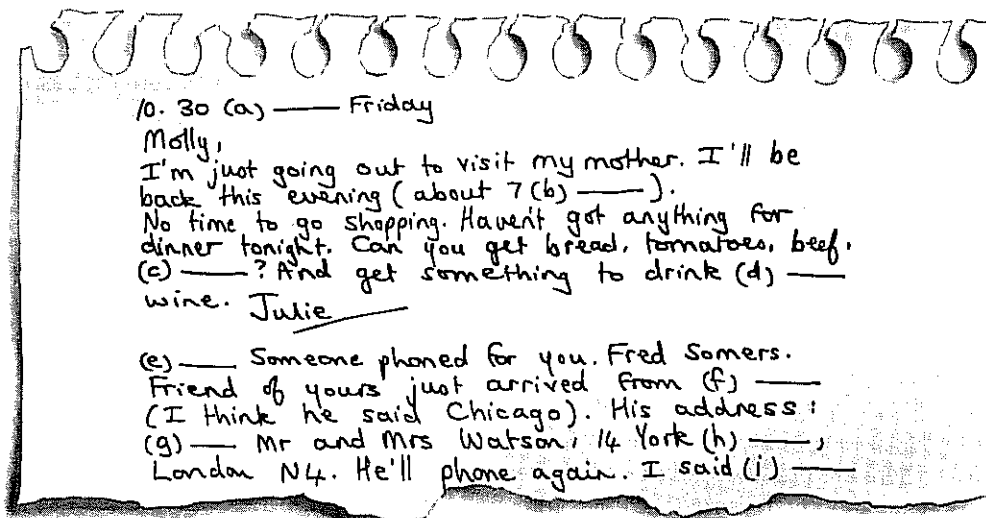 10.30 (a) —— Friday
Molly,
I'm just going out to visit my mother. I'll be
back this evening (about 7 (b) ——).
No time to go shopping. Haven't got anything for
dinner tonight. Can you get bread, tomatoes, beef,
(c) ——? And get something to drink (d) ——
wine. Julie
(e) —— Someone phoned for you. Fred Somers.
Friend of yours just arrived from (f) ——
(I think he said Chicago). His address:
(g) —— Mr and Mrs Watson, 14 York (h) ——,
London N4. He'll phone again. I said (i) ——